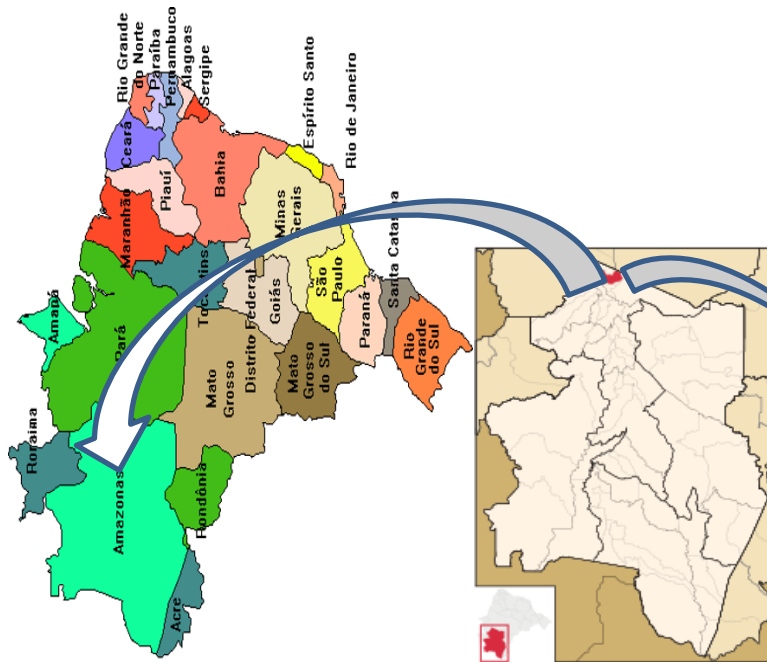 Roraima
Amapá
Rio Grande
do Norte
Paraíba
Pernambuco
Alagoas
Sergipe
Ceará
Maranhão
Piauí
Pará
Amazonas
Acre
Rondônia
Tocantins
Bahia
Mato
Grosso
Distrito Federal
Goiás
Minas
Gerais
Espírito Santo
Rio de Janeiro
Mato
Grosso
do Sul
São
Paulo
Paraná
Santa Catarina
Rio
Grande
do Sul